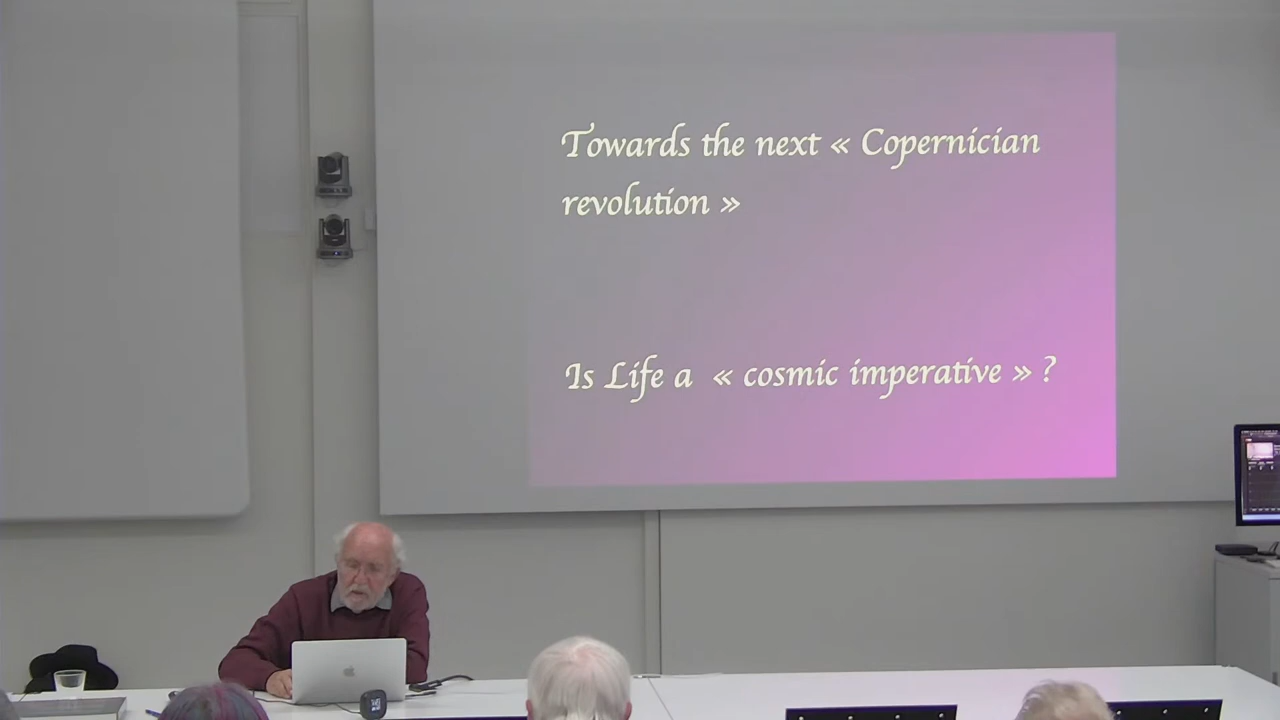 Towards the next « Copernician
revolution »
Is Life a « cosmic imperative » ?